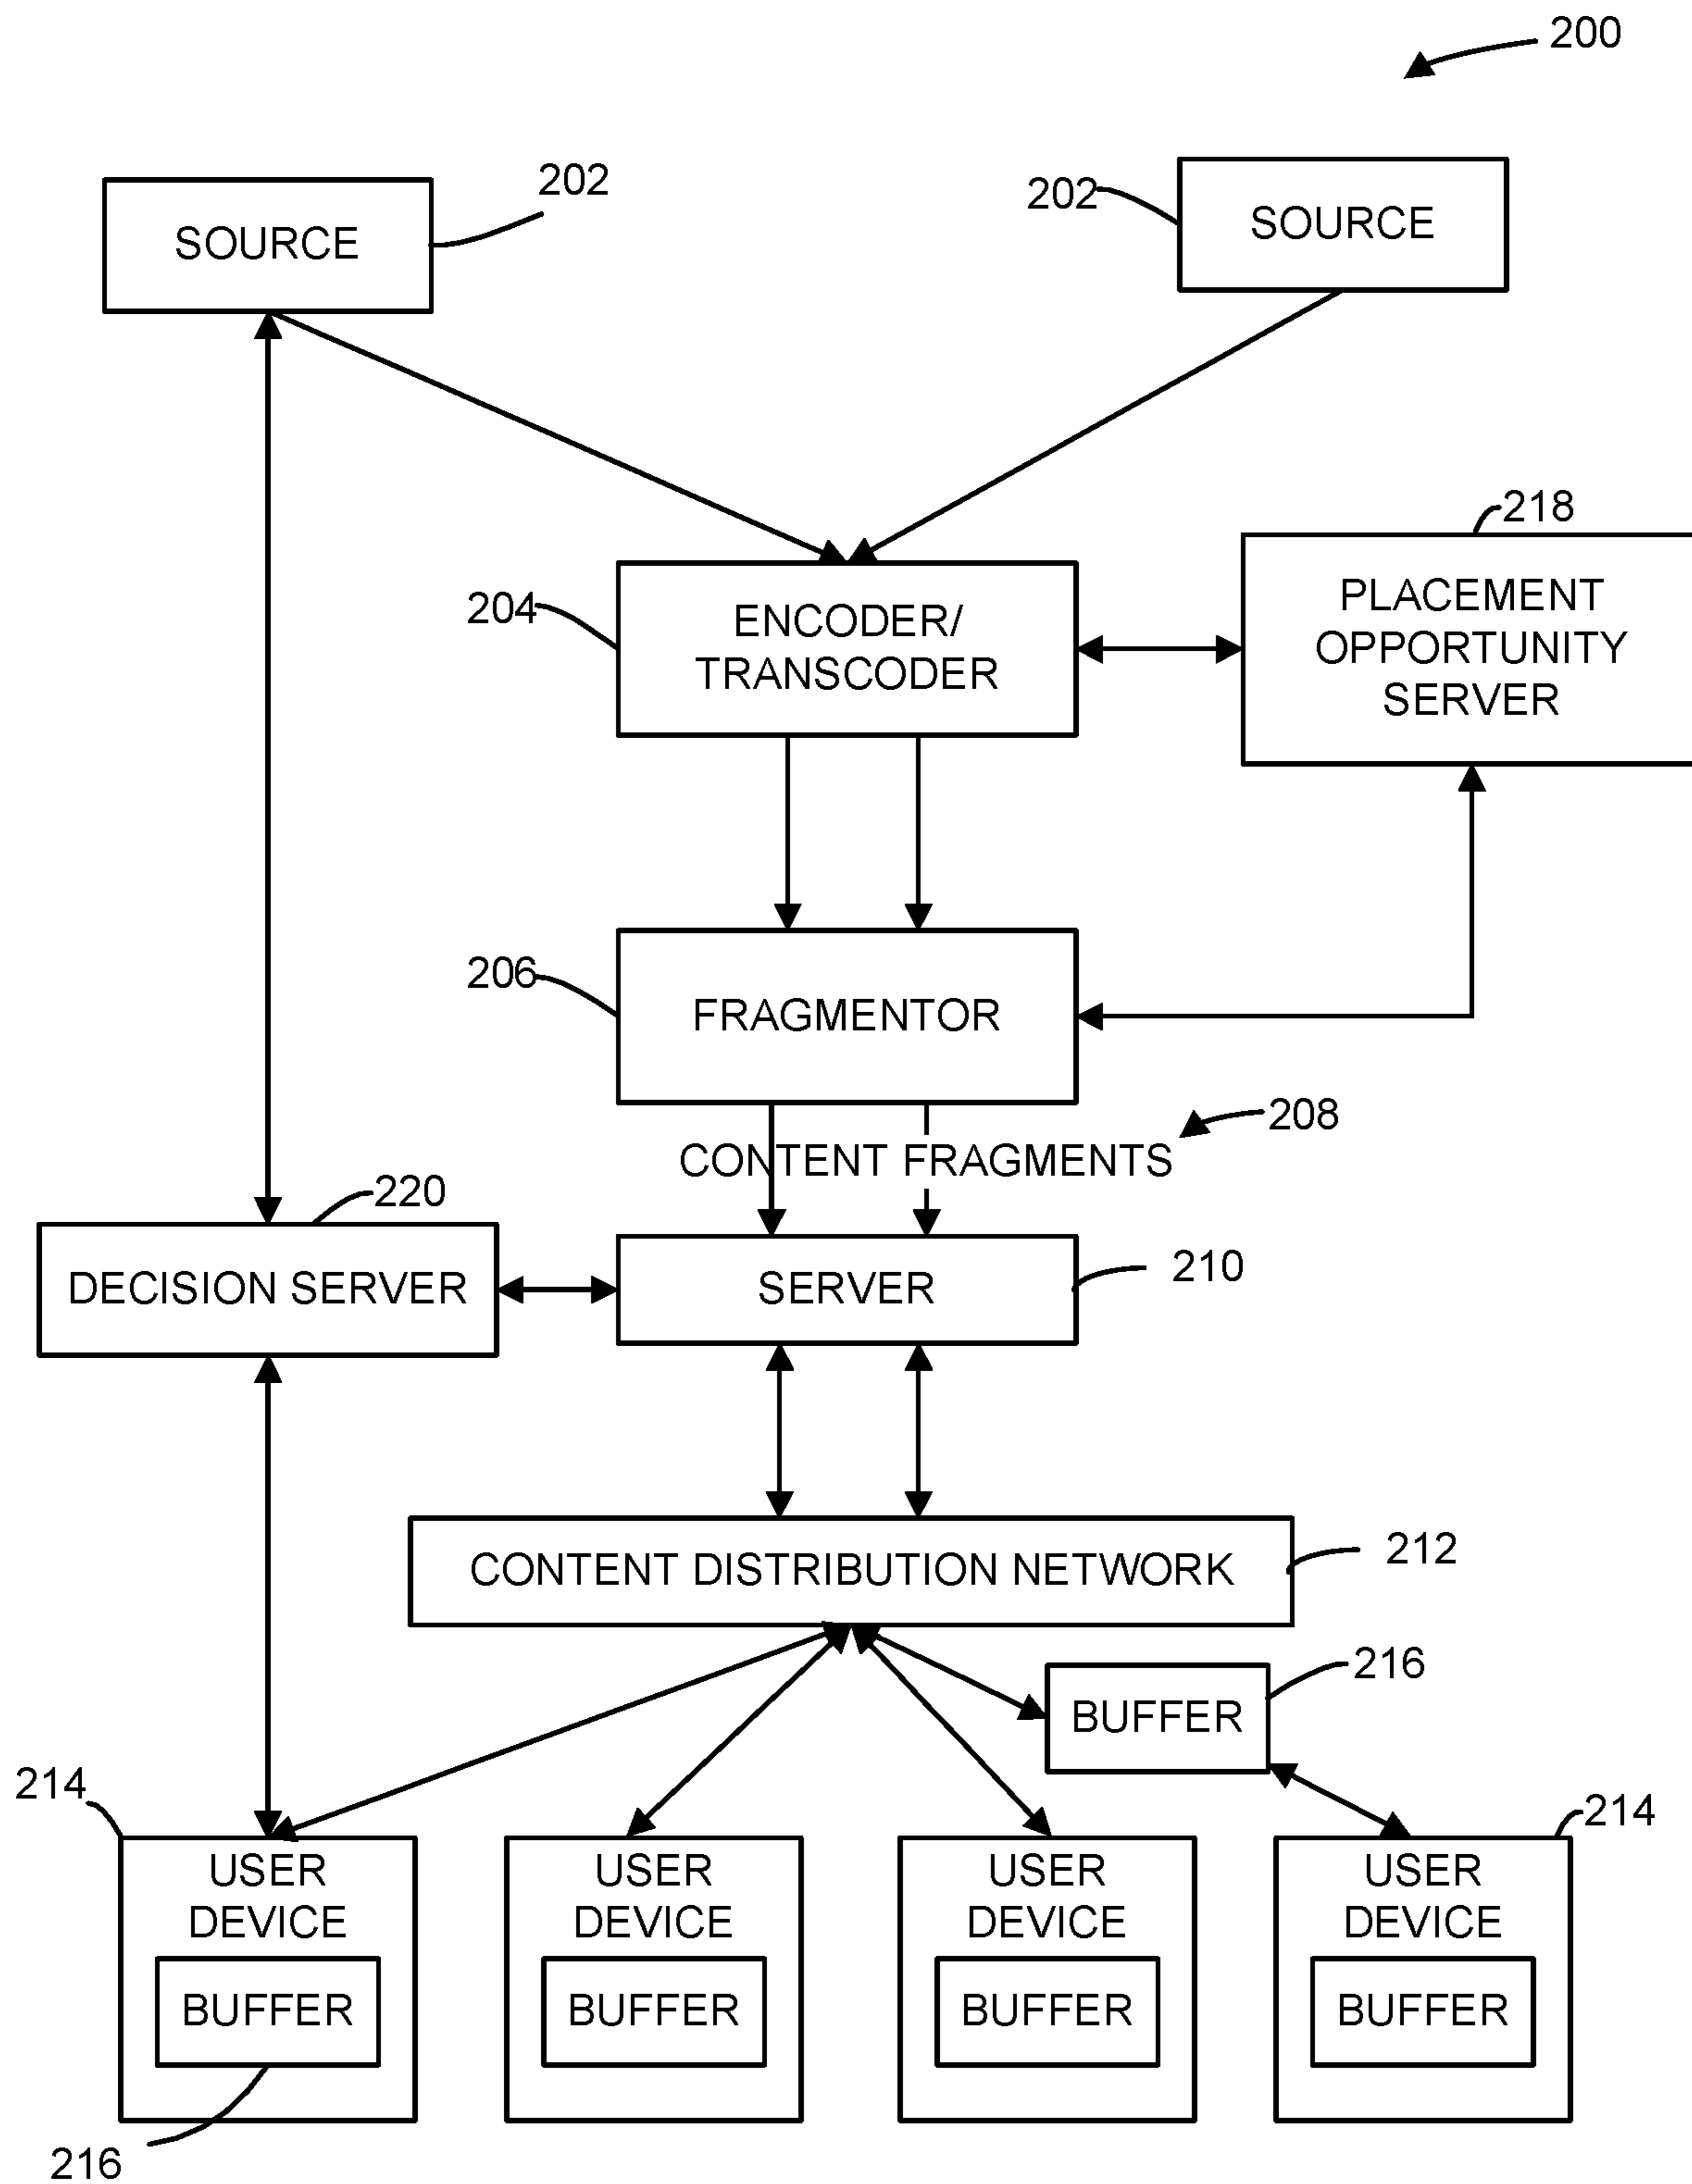 200
202
202
SOURCE
SOURCE
218
204
ENCODER/
TRANSCODER
PLACEMENT
OPPORTUNITY
SERVER
206
FRAGMENTOR
208
CONTENT FRAGMENTS
220
DECISION SERVER
SERVER
210
CONTENT DISTRIBUTION NETWORK
212
216
BUFFER
214
214
USER
DEVICE
BUFFER
USER
DEVICE
BUFFER
USER
DEVICE
BUFFER
USER
DEVICE
BUFFER
216